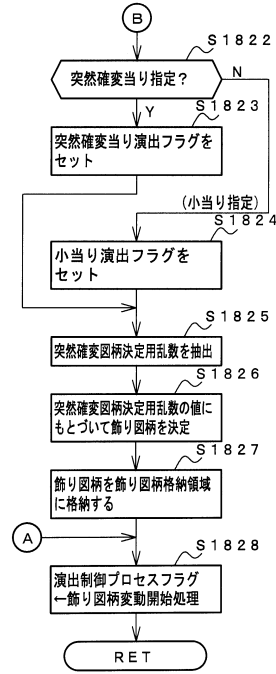 B
S1822
突然確変当り指定？
N
Y
S1823
突然確変当り演出フラグを
セット
(小当り指定)
S1824
小当り演出フラグを
セット
S1825
突然確変図柄決定用乱数を抽出
S1826
突然確変図柄決定用乱数の値に
もとづいて飾り図柄を決定
S1827
飾り図柄を飾り図柄格納領域
に格納する
A
S1828
演出制御プロセスフラグ
←飾り図柄変動開始処理
RET